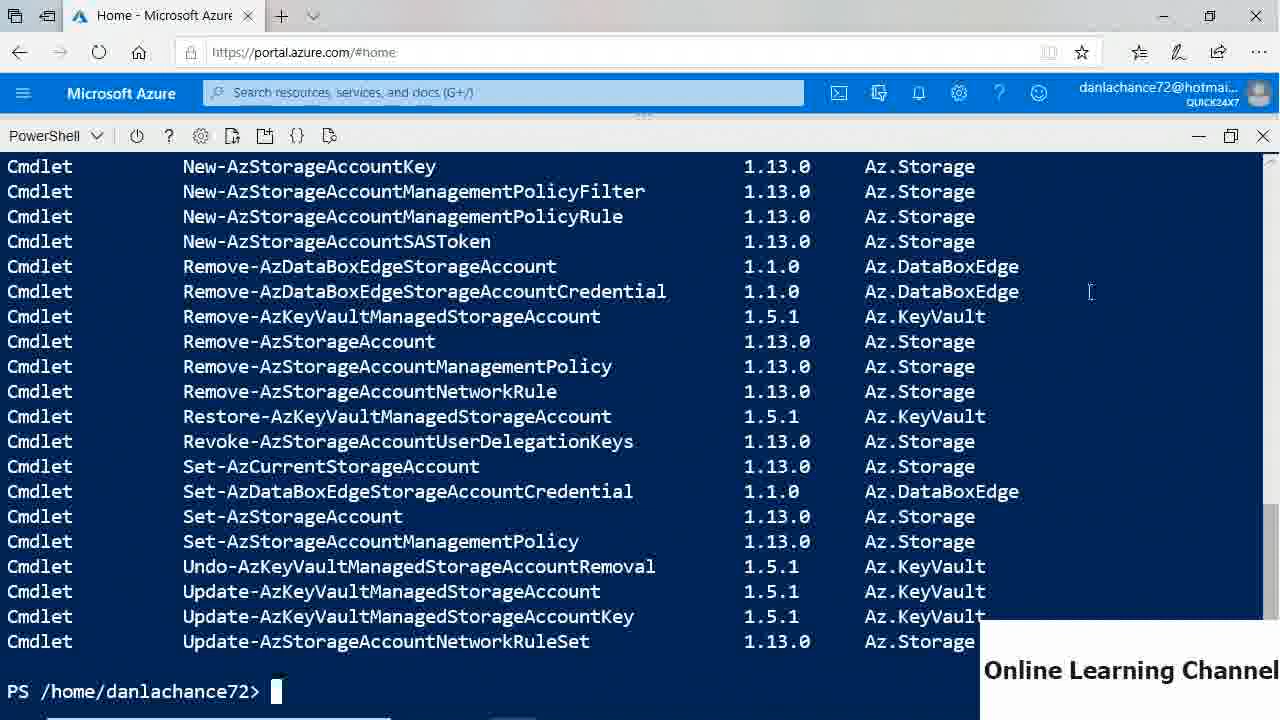 Home - Microsoft Azure
https://portal.azure.com/#home
Microsoft Azure
Search resources, services, and docs (G+/)
danlachance72@hotmai...
QUICK24X7
PowerShell
Cmdlet New-AzStorageAccountKey 1.13.0 Az.Storage
Cmdlet New-AzStorageAccountManagementPolicyFilter 1.13.0 Az.Storage
Cmdlet New-AzStorageAccountManagementPolicyRule 1.13.0 Az.Storage
Cmdlet New-AzStorageAccountSASToken 1.13.0 Az.Storage
Cmdlet Remove-AzDataBoxEdgeStorageAccount 1.1.0 Az.DataBoxEdge
Cmdlet Remove-AzDataBoxEdgeStorageAccountCredential 1.1.0 Az.DataBoxEdge
Cmdlet Remove-AzKeyVaultManagedStorageAccount 1.5.1 Az.KeyVault
Cmdlet Remove-AzStorageAccount 1.13.0 Az.Storage
Cmdlet Remove-AzStorageAccountManagementPolicy 1.13.0 Az.Storage
Cmdlet Remove-AzStorageAccountNetworkRule 1.13.0 Az.Storage
Cmdlet Restore-AzKeyVaultManagedStorageAccount 1.5.1 Az.KeyVault
Cmdlet Revoke-AzStorageAccountUserDelegationKeys 1.13.0 Az.Storage
Cmdlet Set-AzCurrentStorageAccount 1.13.0 Az.Storage
Cmdlet Set-AzDataBoxEdgeStorageAccountCredential 1.1.0 Az.DataBoxEdge
Cmdlet Set-AzStorageAccount 1.13.0 Az.Storage
Cmdlet Set-AzStorageAccountManagementPolicy 1.13.0 Az.Storage
Cmdlet Undo-AzKeyVaultManagedStorageAccountRemoval 1.5.1 Az.KeyVault
Cmdlet Update-AzKeyVaultManagedStorageAccount 1.5.1 Az.KeyVault
Cmdlet Update-AzKeyVaultManagedStorageAccountKey 1.5.1 Az.KeyVault
Cmdlet Update-AzStorageAccountNetworkRuleSet 1.13.0 Az.Storage
Online Learning Channel
PS /home/danlachance72>